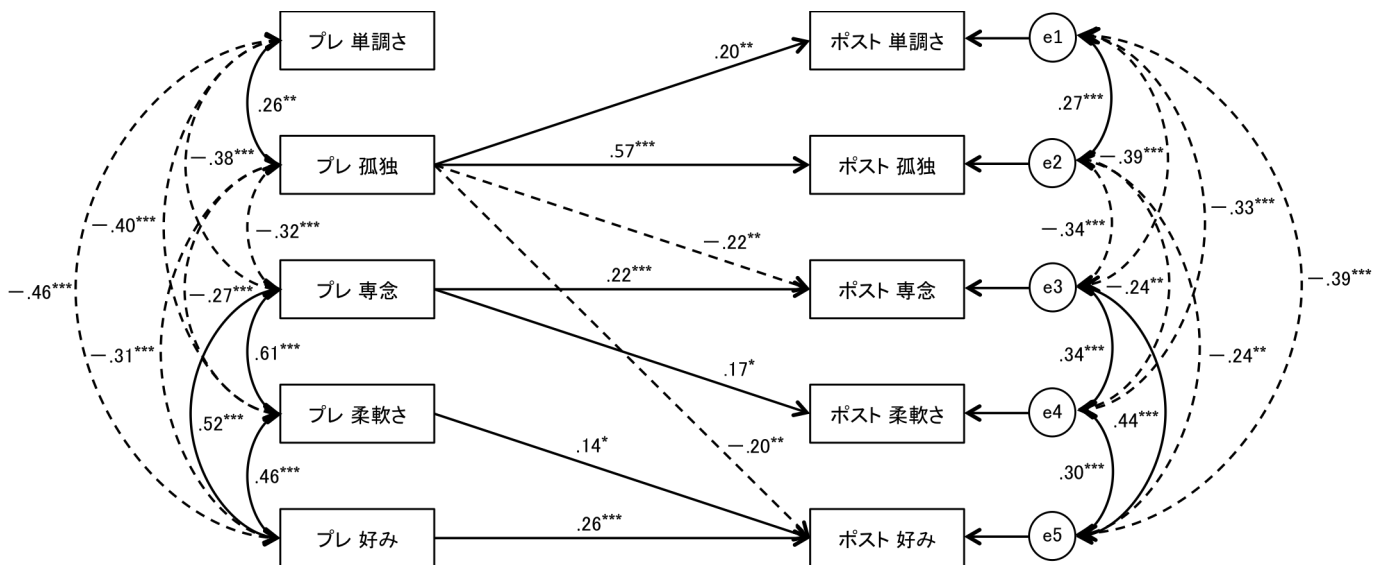 プレ 単調さ
ポスト 単調さ
e1
.20**
.26**
.27***
プレ 孤独
ポスト 孤独
e2
.57***
－.38***
－.39***
－.40***
－.32***
－.22**
－.34***
－.33***
プレ 専念
ポスト 専念
e3
.22***
－.46***
－.27***
－.24**
－.39***
－.31***
.61***
.17*
.34***
－.24**
プレ 柔軟さ
ポスト 柔軟さ
e4
.52***
.44***
.14*
－.20**
.46***
.30***
プレ 好み
.26***
ポスト 好み
e5